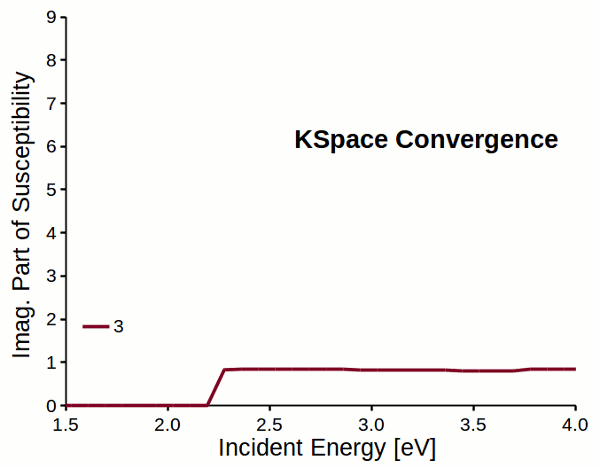 9
8
7
6
5
4
3
2
1
0
Imag. Part of Susceptibility
KSpace Convergence
3
1.5 2.0 2.5 3.0 3.5 4.0
Incident Energy [eV]